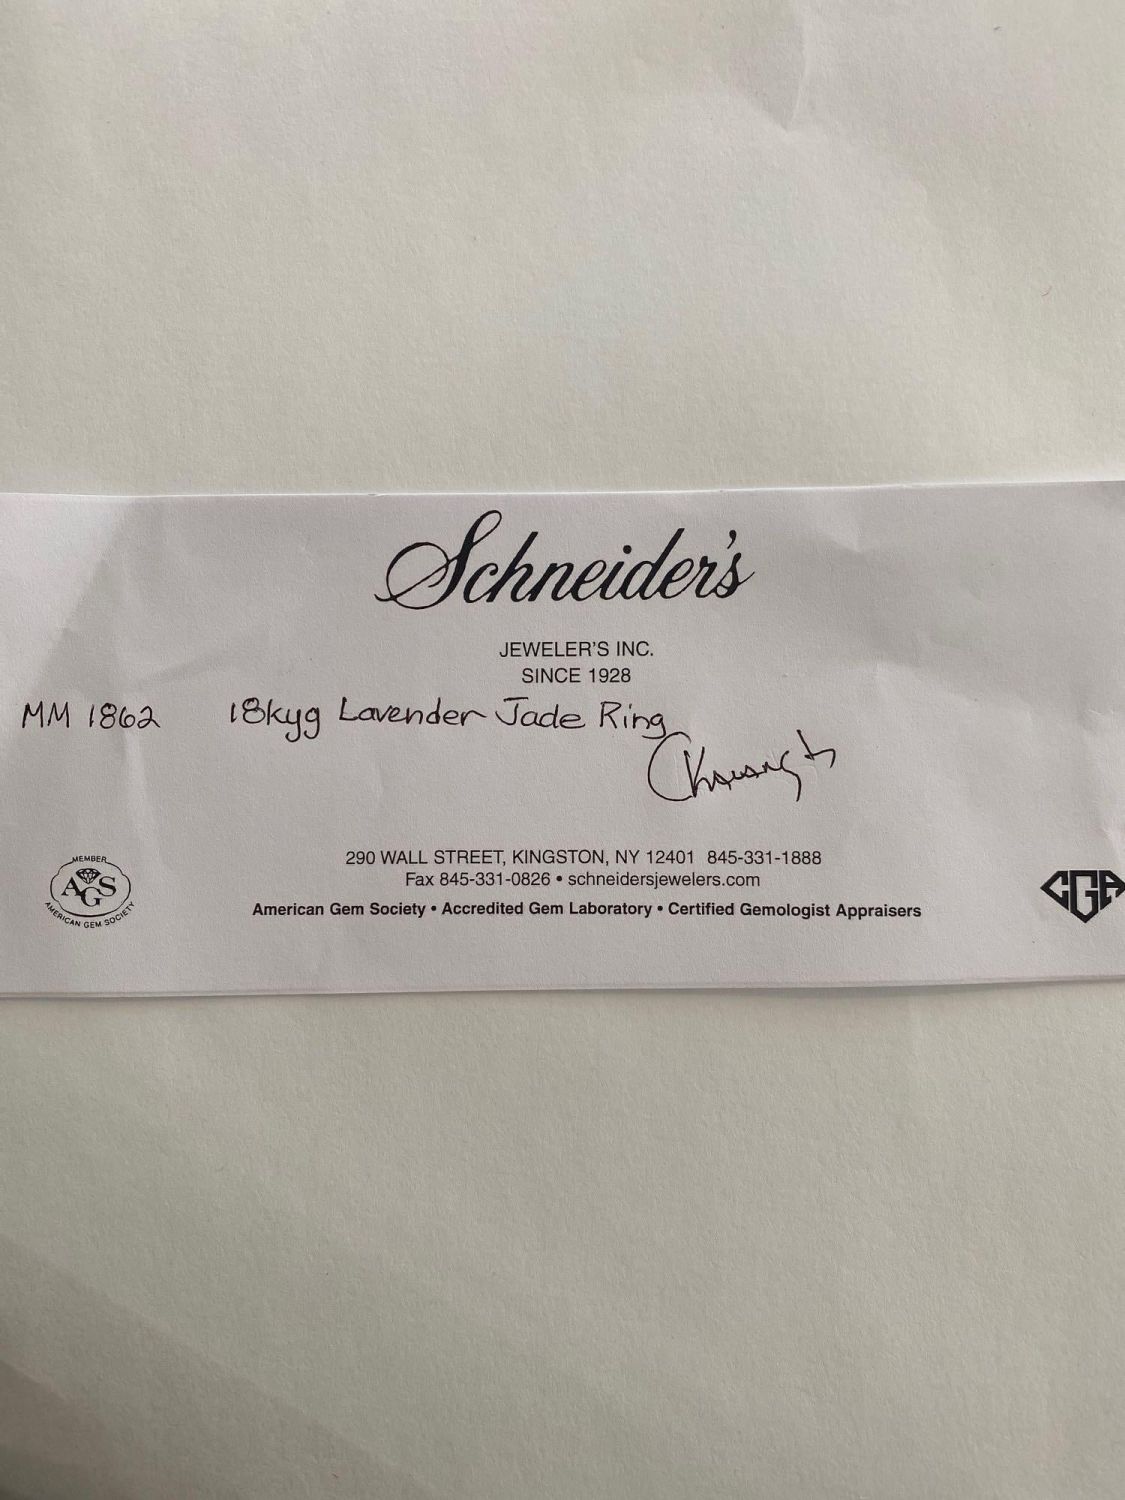 Schneider's
JEWELER'S INC.
SINCE 1928
MM 1862 18kyg Lavender Jade Ring
290 WALL STREET, KINGSTON, NY 12401 845-331-1888
Fax 845-331-0826 • schneidersjewelers.com
American Gem Society • Accredited Gem Laboratory • Certified Gemologist Appraisers
MEMBER
AGS
AMERICAN GEM SOCIETY
CGA